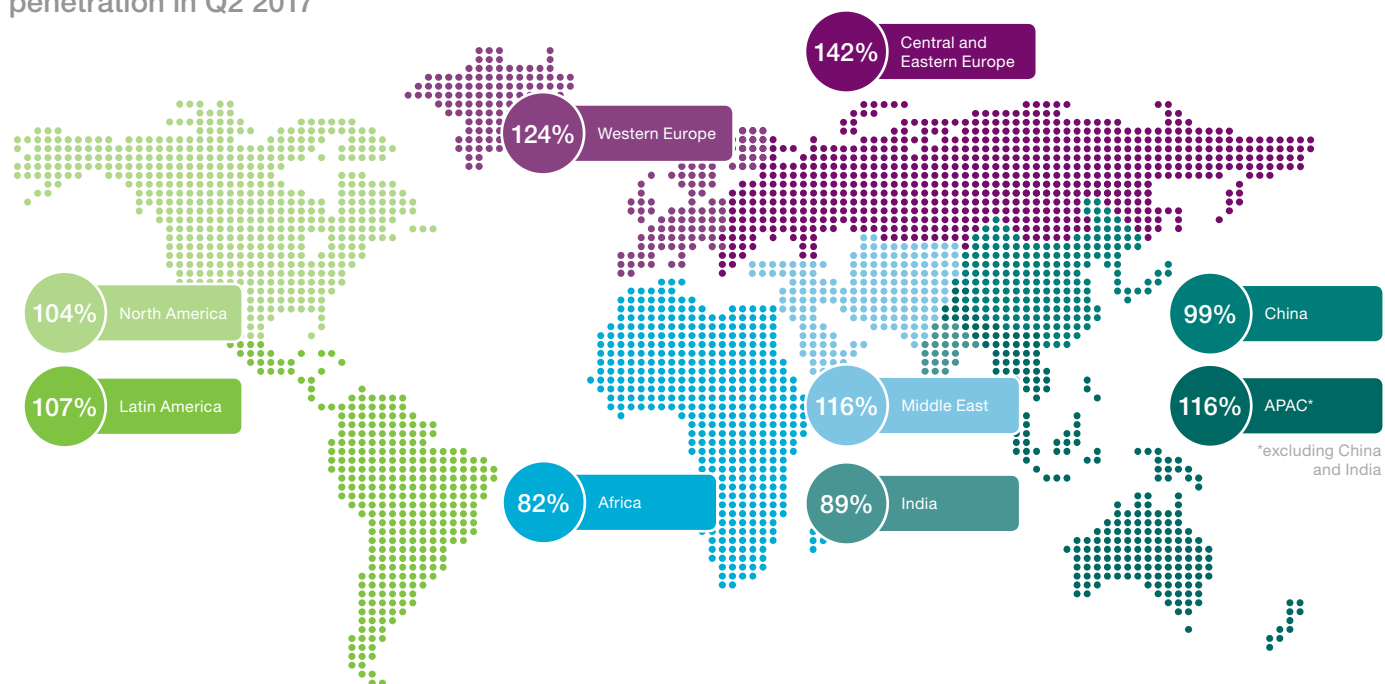 penetration in Q2 2017
142%
Central and
Eastern Europe
124%
Western Europe
104%
North America
99%
China
107%
Latin America
116%
Middle East
116%
APAC*
*excluding China
and India
82%
Africa
89%
India